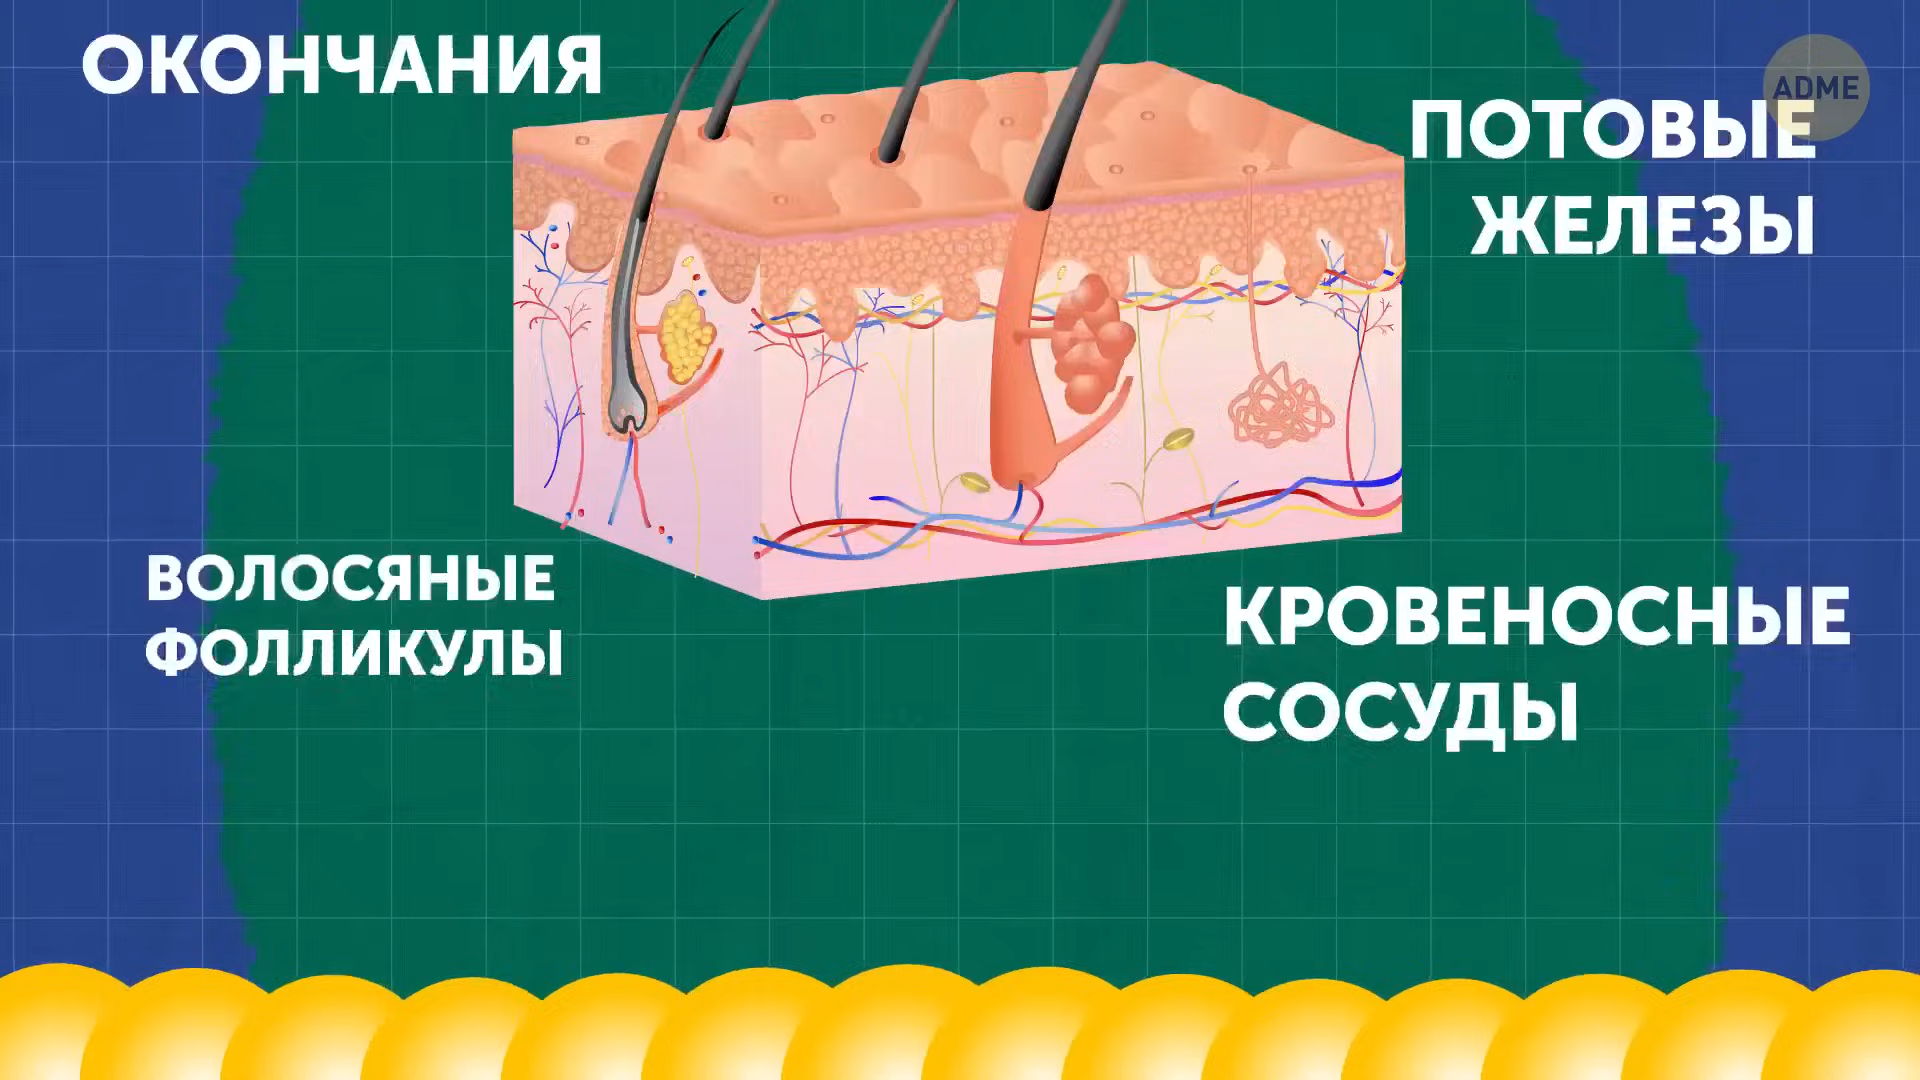 ОКОНЧАНИЯ
ADME
ПОТОВЫЕ
ЖЕЛЕЗЫ
ВОЛОСЯНЫЕ
ФОЛЛИКУЛЫ
КРОВЕНОСНЫЕ
СОСУДЫ